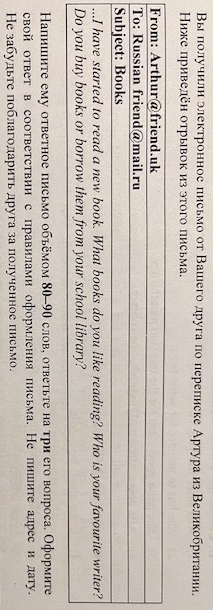 Вы получили электронное письмо от Вашего друга по переписке Артура из Великобритании.
Ниже приведён отрывок из этого письма.
From: Arthur@friend.uk
To: Russian friend@mail.ru
Subject: Books
...I have started to read a new book. What books do you like reading? Who is your favourite writer?
Do you buy books or borrow them from your school library?
Напишите ему ответное письмо объёмом 80–90 слов, ответьте на три его вопроса. Оформите
свой ответ в соответствии с правилами оформления письма. Не пишите адрес и дату.
Не забудьте поблагодарить друга за полученное письмо.